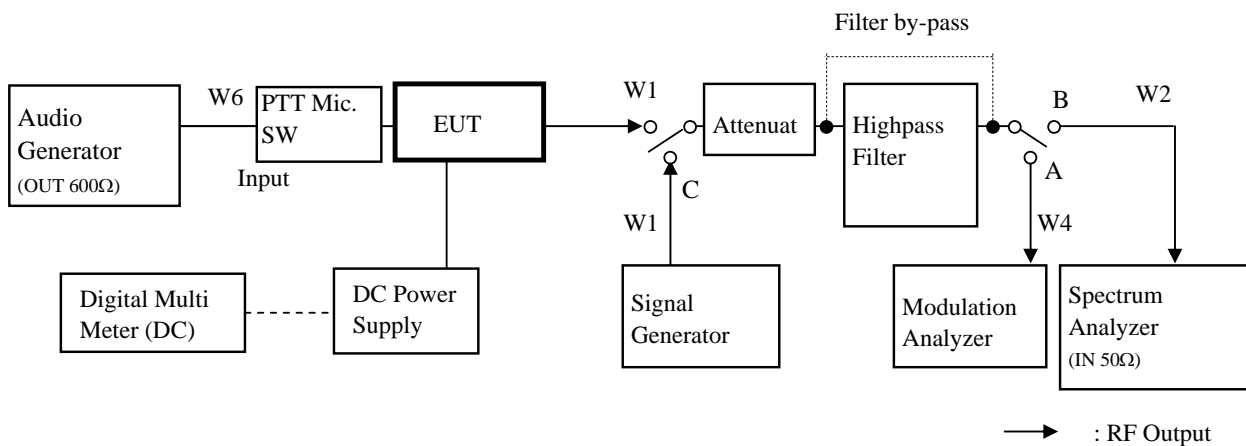 Filter by-pass
W6
PTT Mic.
SW
W1
B
W2
Audio
Generator
(OUT 600Ω)
EUT
Attenuat
Highpass
Filter
Input
C
A
W1
W4
Digital Multi
Meter (DC)
DC Power
Supply
Signal
Generator
Modulation
Analyzer
Spectrum
Analyzer
(IN 50Ω)
: RF Output